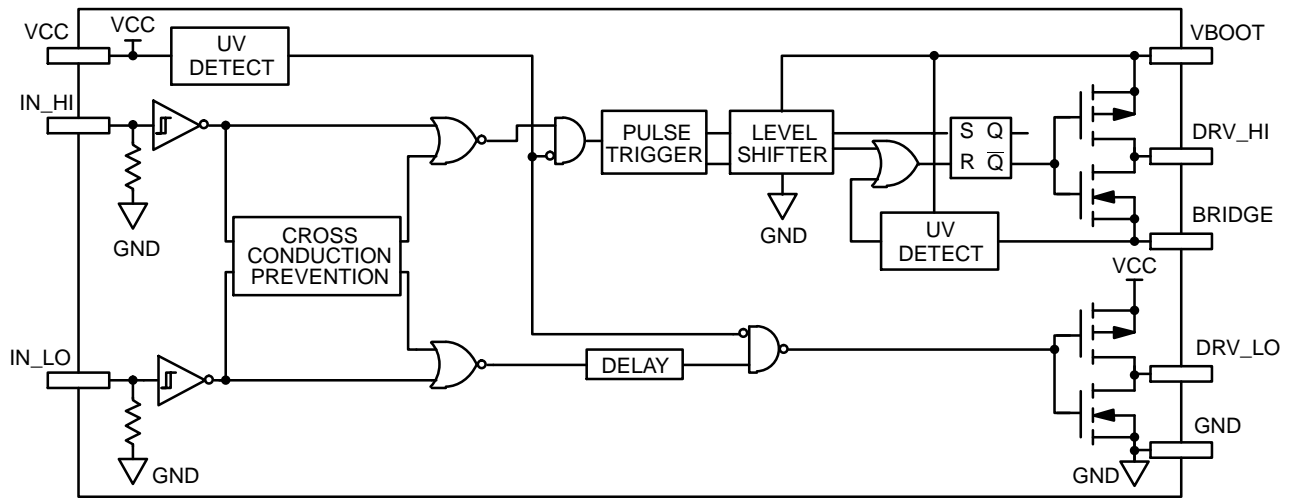 VCC
VCC
UV
DETECT
VBOOT
IN_HI
GND
CROSS
CONDUCTION
PREVENTION
PULSE
TRIGGER
LEVEL
SHIFTER
GND
S Q
R Q̅
UV
DETECT
DRV_HI
BRIDGE
VCC
IN_LO
GND
DELAY
DRV_LO
GND
GND